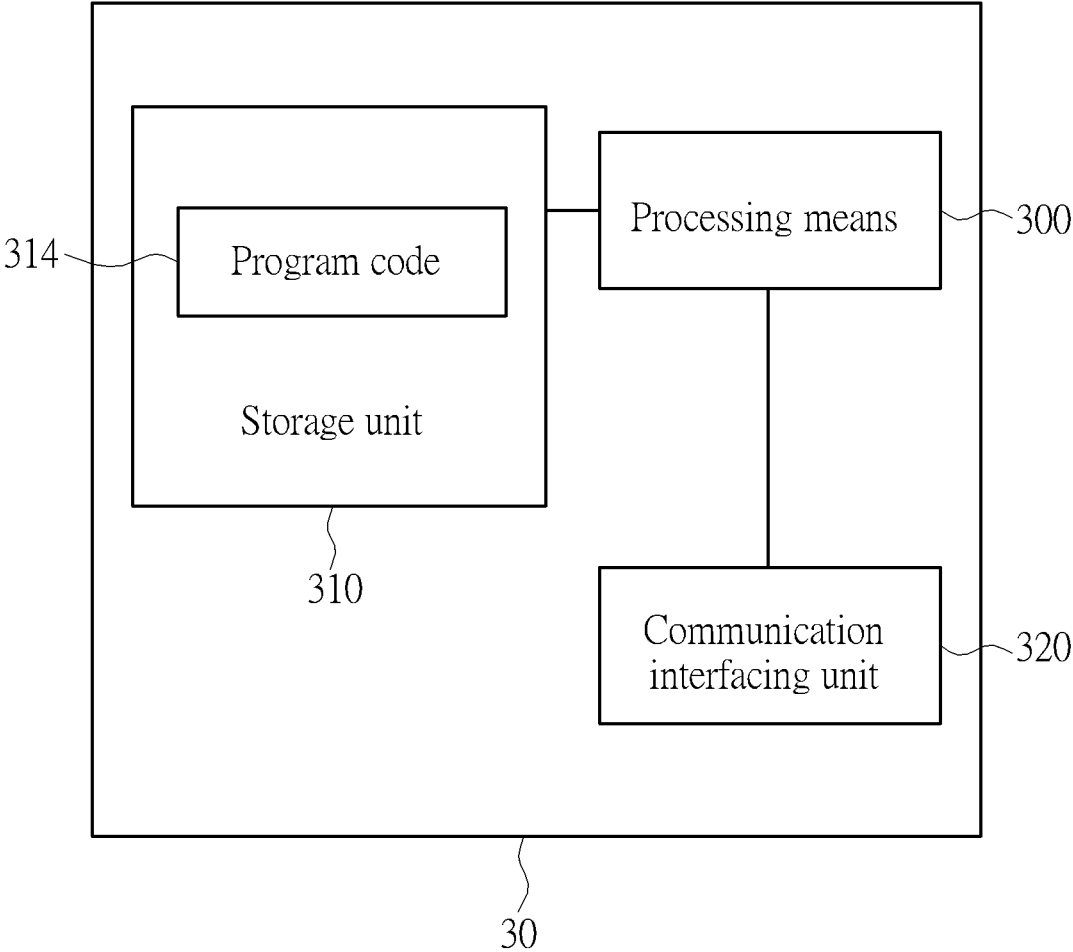 Processing means
300
314
Program code
Storage unit
310
Communication
interfacing unit
320
30